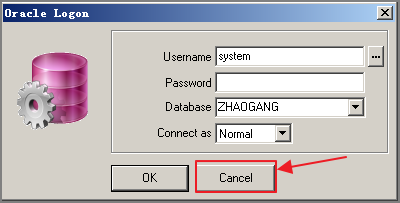 Oracle Logon
Username system ...
Password
Database ZHAOGANG
Connect as Normal
OK Cancel